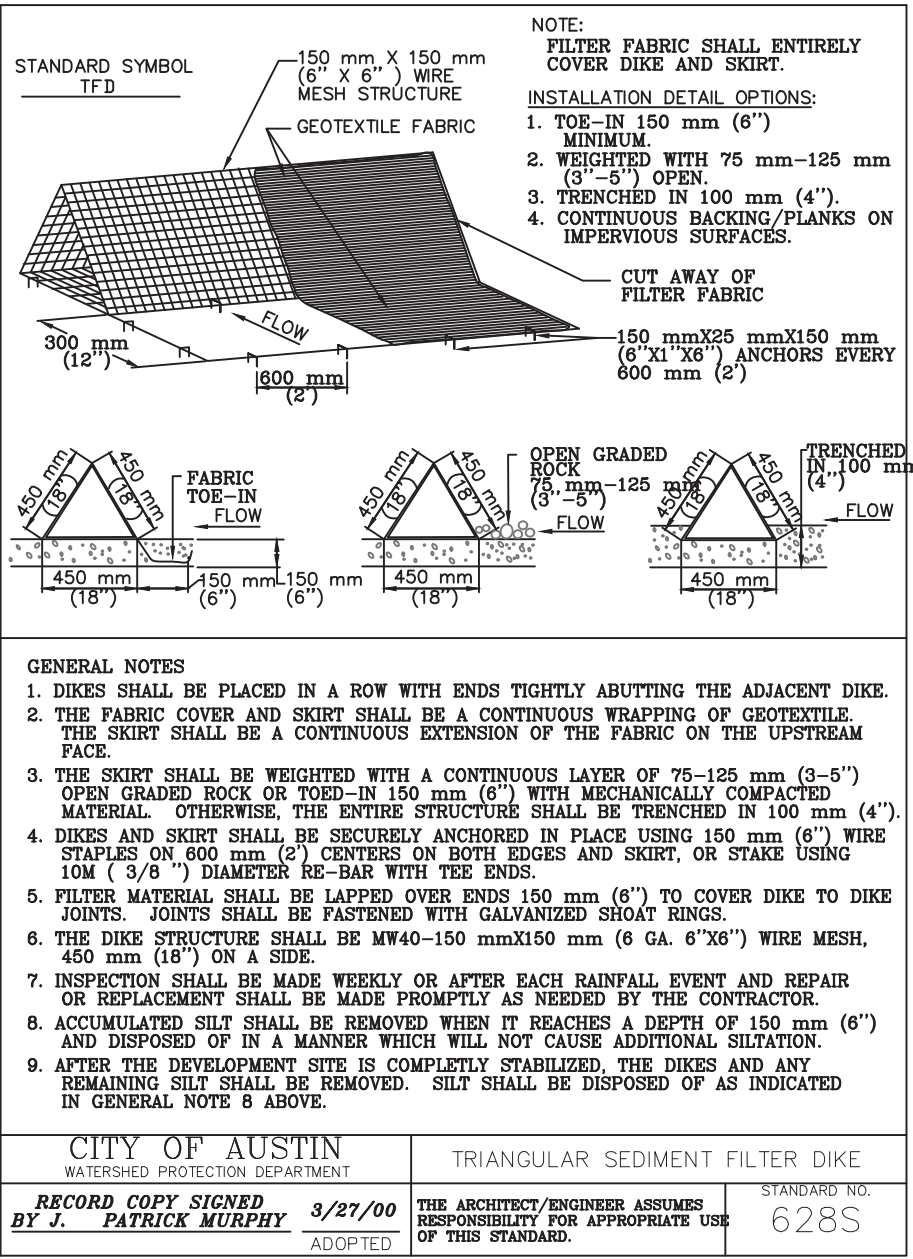 STANDARD SYMBOL
TFD
150 mm X 150 mm
(6" X 6" ) WIRE
MESH STRUCTURE
GEOTEXTILE FABRIC
NOTE:
FILTER FABRIC SHALL ENTIRELY
COVER DIKE AND SKIRT.
INSTALLATION DETAIL OPTIONS:
1. TOE-IN 150 mm (6")
MINIMUM.
2. WEIGHTED WITH 75 mm-125 mm
(3"-5") OPEN.
3. TRENCHED IN 100 mm (4").
4. CONTINUOUS BACKING/PLANKS ON
IMPERVIOUS SURFACES.
CUT AWAY OF
FILTER FABRIC
FLOW
300 mm
(12")
600 mm
(2')
150 mmX25 mmX150 mm
(6"X1"X6") ANCHORS EVERY
600 mm (2')
450 mm
(18")
450 mm
(18")
FABRIC
TOE-IN
FLOW
450 mm
(18")
150 mm
(6")
150 mm
(6")
450 mm
(18")
450 mm
(18")
OPEN GRADED
ROCK
75 mm-125 mm
(3"-5")
FLOW
450 mm
(18")
450 mm
(18")
450 mm
(18")
TRENCHED
IN 100 mm
(4")
FLOW
450 mm
(18")
GENERAL NOTES
1. DIKES SHALL BE PLACED IN A ROW WITH ENDS TIGHTLY ABUTTING THE ADJACENT DIKE.
2. THE FABRIC COVER AND SKIRT SHALL BE A CONTINUOUS WRAPPING OF GEOTEXTILE.
THE SKIRT SHALL BE A CONTINUOUS EXTENSION OF THE FABRIC ON THE UPSTREAM
FACE.
3. THE SKIRT SHALL BE WEIGHTED WITH A CONTINUOUS LAYER OF 75-125 mm (3-5")
OPEN GRADED ROCK OR TOED-IN 150 mm (6") WITH MECHANICALLY COMPACTED
MATERIAL. OTHERWISE, THE ENTIRE STRUCTURE SHALL BE TRENCHED IN 100 mm (4").
4. DIKES AND SKIRT SHALL BE SECURELY ANCHORED IN PLACE USING 150 mm (6") WIRE
STAPLES ON 600 mm (2') CENTERS ON BOTH EDGES AND SKIRT, OR STAKE USING
10M ( 3/8 ") DIAMETER RE-BAR WITH TEE ENDS.
5. FILTER MATERIAL SHALL BE LAPPED OVER ENDS 150 mm (6") TO COVER DIKE TO DIKE
JOINTS. JOINTS SHALL BE FASTENED WITH GALVANIZED SHOAT RINGS.
6. THE DIKE STRUCTURE SHALL BE MW40-150 mmX150 mm (6 GA. 6"X6") WIRE MESH,
450 mm (18") ON A SIDE.
7. INSPECTION SHALL BE MADE WEEKLY OR AFTER EACH RAINFALL EVENT AND REPAIR
OR REPLACEMENT SHALL BE MADE PROMPTLY AS NEEDED BY THE CONTRACTOR.
8. ACCUMULATED SILT SHALL BE REMOVED WHEN IT REACHES A DEPTH OF 150 mm (6")
AND DISPOSED OF IN A MANNER WHICH WILL NOT CAUSE ADDITIONAL SILTATION.
9. AFTER THE DEVELOPMENT SITE IS COMPLETLY STABILIZED, THE DIKES AND ANY
REMAINING SILT SHALL BE REMOVED. SILT SHALL BE DISPOSED OF AS INDICATED
IN GENERAL NOTE 8 ABOVE.
CITY OF AUSTIN
WATERSHED PROTECTION DEPARTMENT
TRIANGULAR SEDIMENT FILTER DIKE
RECORD COPY SIGNED
BY J. PATRICK MURPHY
3/27/00
ADOPTED
THE ARCHITECT/ENGINEER ASSUMES
RESPONSIBILITY FOR APPROPRIATE USE
OF THIS STANDARD.
STANDARD NO.
628S